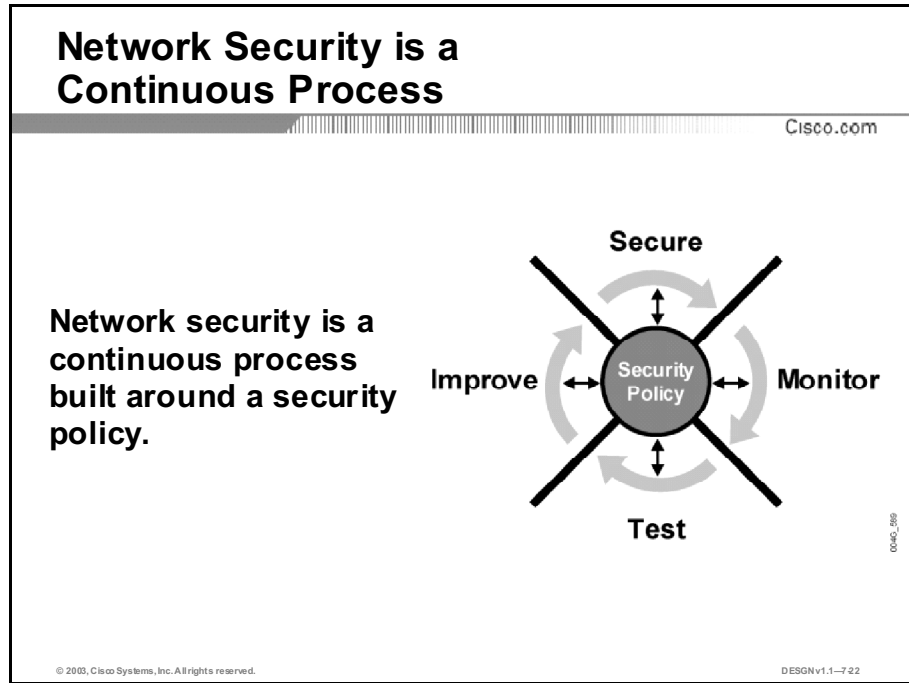 Network Security is a
Continuous Process
Cisco.com
Network security is a
continuous process
built around a security
policy.
Secure
Improve
Security
Policy
Monitor
Test
004G_589
© 2003, Cisco Systems, Inc. All rights reserved.
DESGN v1.1—7-22